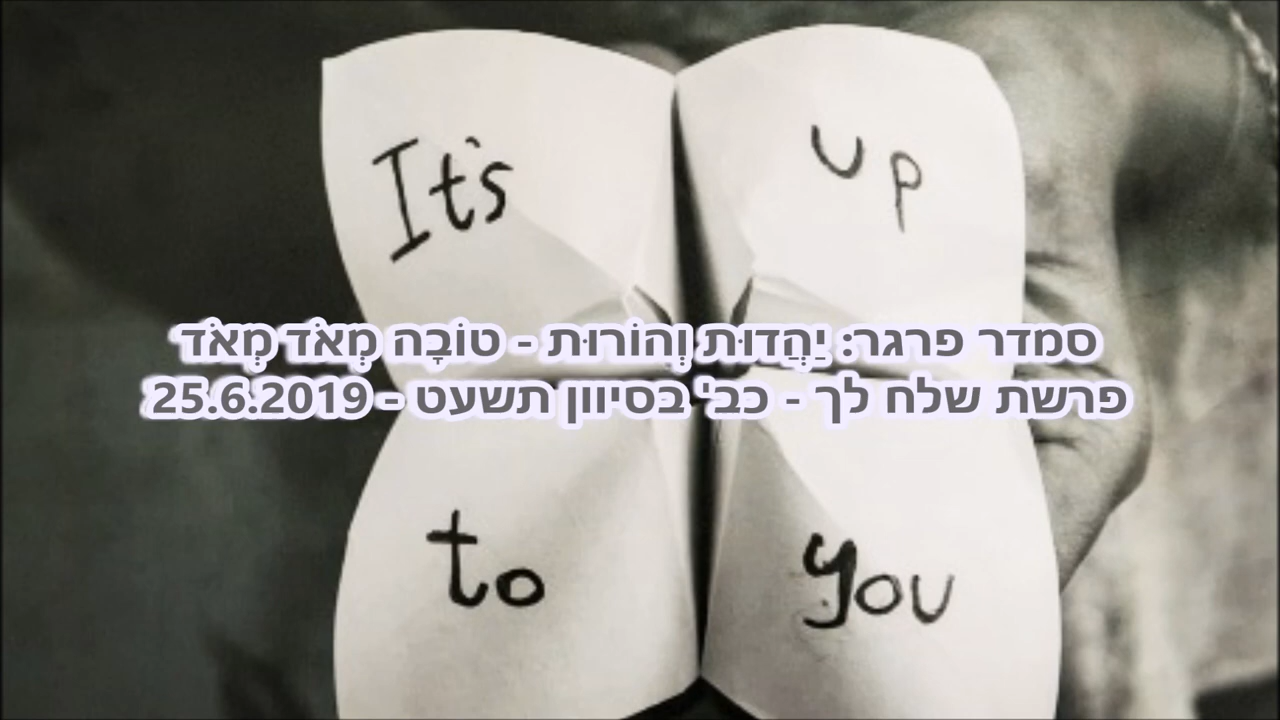 It's up
סמדר פרגר: יַהֲדוּת וְהוֹרוּת - טוֹבָה מְאֹד מְאֹד
פרשת שלח לך - כב' בסיוון תשעט - 25.6.2019
to you